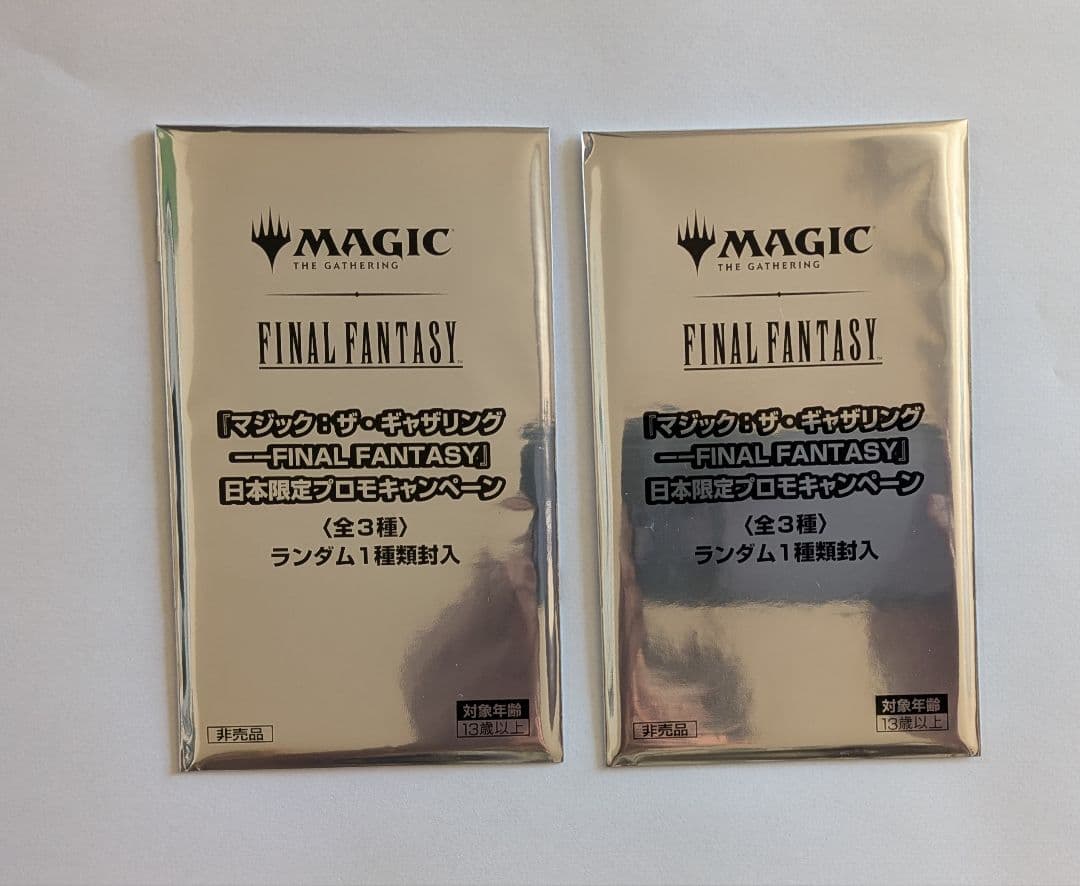 MAGIC
THE GATHERING
FINAL FANTASY™
『マジック：ザ・ギャザリング
――FINAL FANTASY』
日本限定プロモキャンペーン
〈全3種〉
ランダム1種類封入
非売品
対象年齢
13歳以上
MAGIC
THE GATHERING
FINAL FANTASY™
『マジック：ザ・ギャザリング
――FINAL FANTASY』
日本限定プロモキャンペーン
〈全3種〉
ランダム1種類封入
非売品
対象年齢
13歳以上